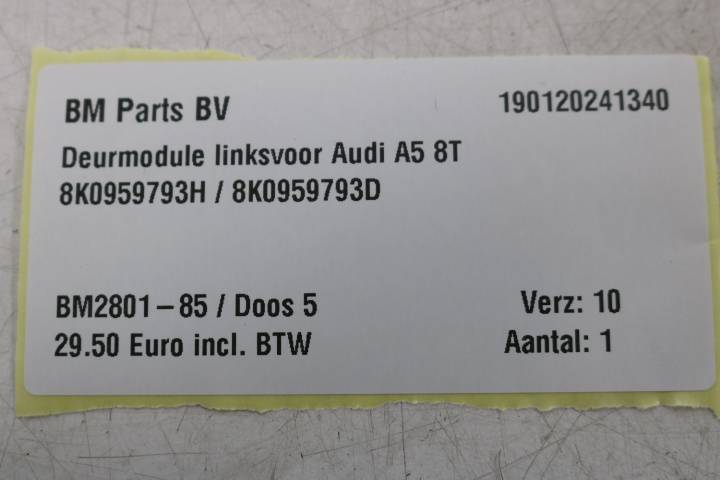 BM Parts BV 190120241340
Deurmodule linksvoor Audi A5 8T
8K0959793H / 8K0959793D
BM2801-85 / Doos 5 Verz: 10
29.50 Euro incl. BTW Aantal: 1